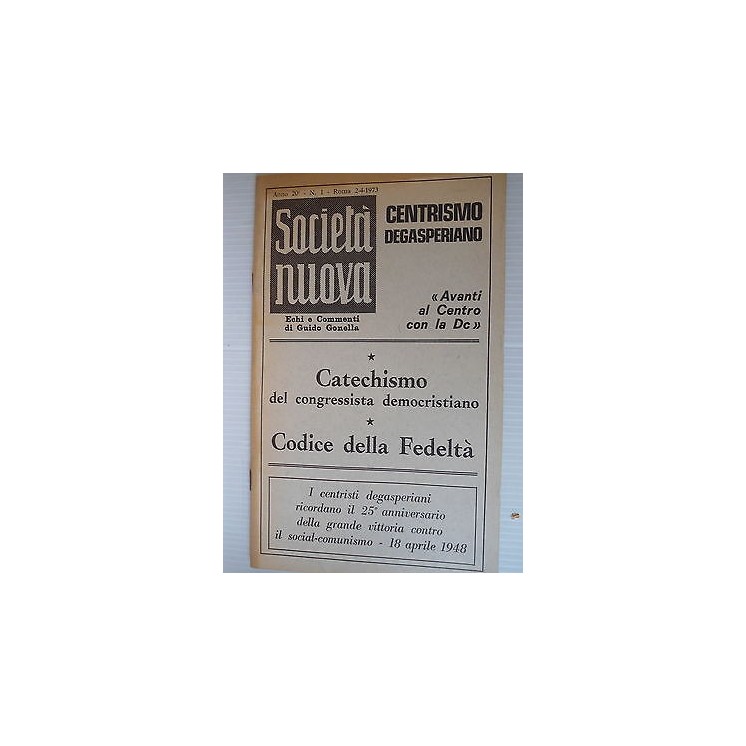 Anno 20° - N. 1 - Roma 2-4-1973
Società
nuova
Echi e Commenti
di Guido Gonella
CENTRISMO
DEGASPERIANO
«Avanti
al Centro
con la Dc»
★
Catechismo
del congressista democristiano
★
Codice della Fedeltà
I centristi degasperiani
ricordano il 25° anniversario
della grande vittoria contro
il social-comunismo - 18 aprile 1948